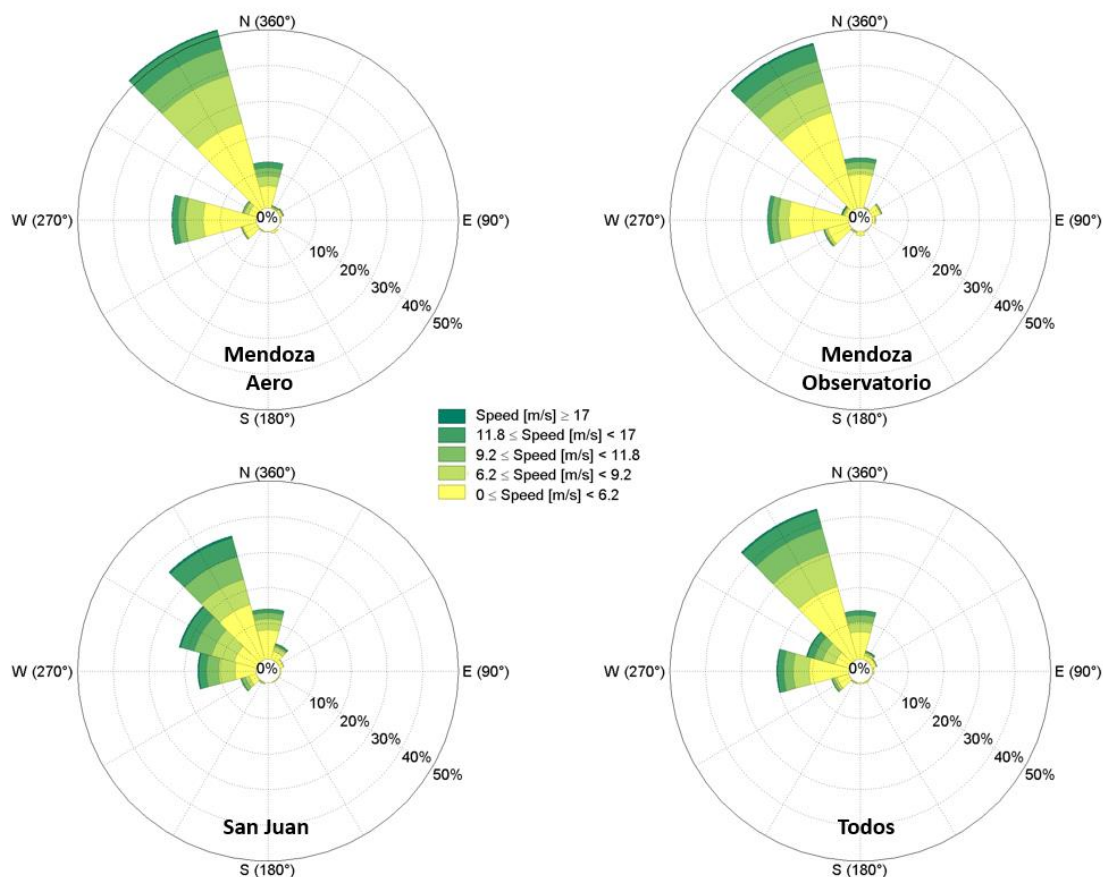 N (360°)
W (270°)
0%
E (90°)
10%
20%
30%
40%
50%
Mendoza
Aero
S (180°)
N (360°)
W (270°)
0%
E (90°)
10%
20%
30%
40%
50%
Mendoza
Observatorio
S (180°)
Speed [m/s] ≥ 17
11.8 ≤ Speed [m/s] < 17
9.2 ≤ Speed [m/s] < 11.8
6.2 ≤ Speed [m/s] < 9.2
0 ≤ Speed [m/s] < 6.2
N (360°)
W (270°)
0%
E (90°)
10%
20%
30%
40%
50%
San Juan
S (180°)
N (360°)
W (270°)
0%
E (90°)
10%
20%
30%
40%
50%
Todos
S (180°)